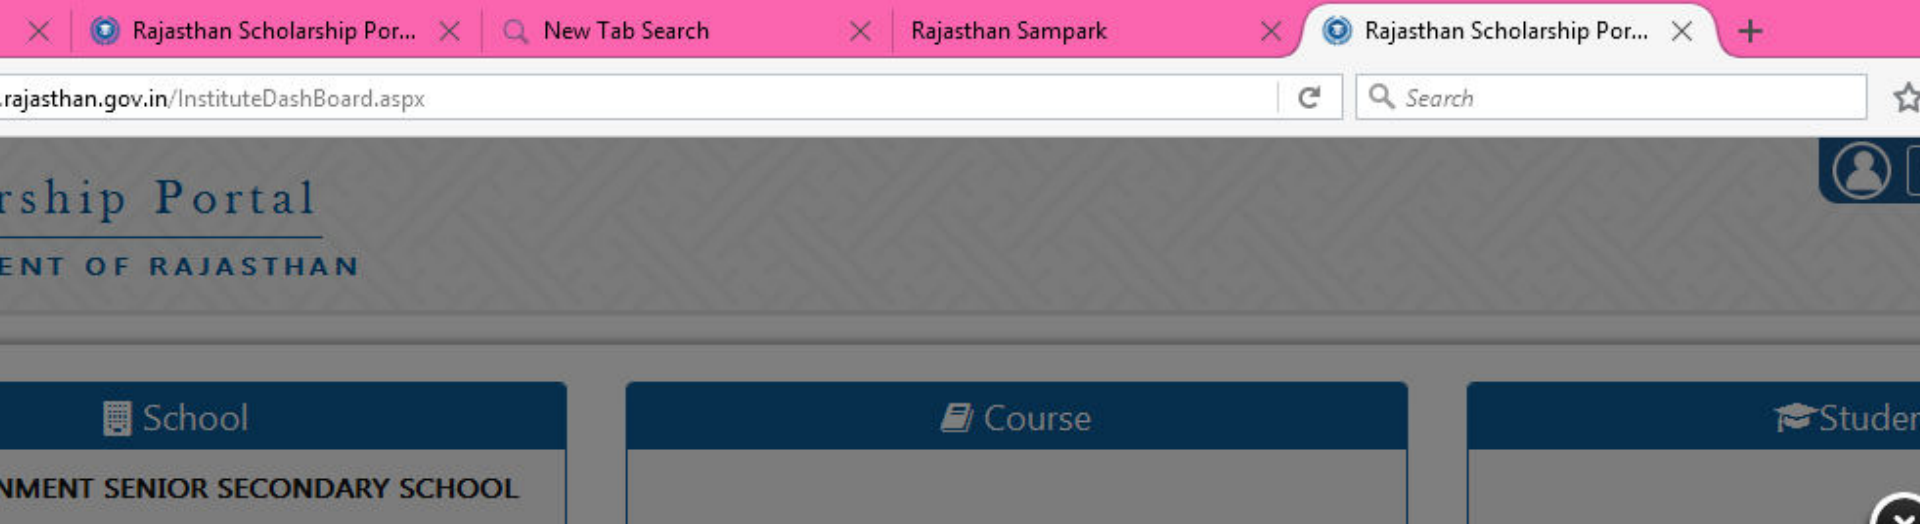 Rajasthan Scholarship Por... New Tab Search Rajasthan Sampark Rajasthan Scholarship Por...
.rajasthan.gov.in/InstituteDashBoard.aspx Search
rship Portal
ENT OF RAJASTHAN
School Course Studen
NMENT SENIOR SECONDARY SCHOOL